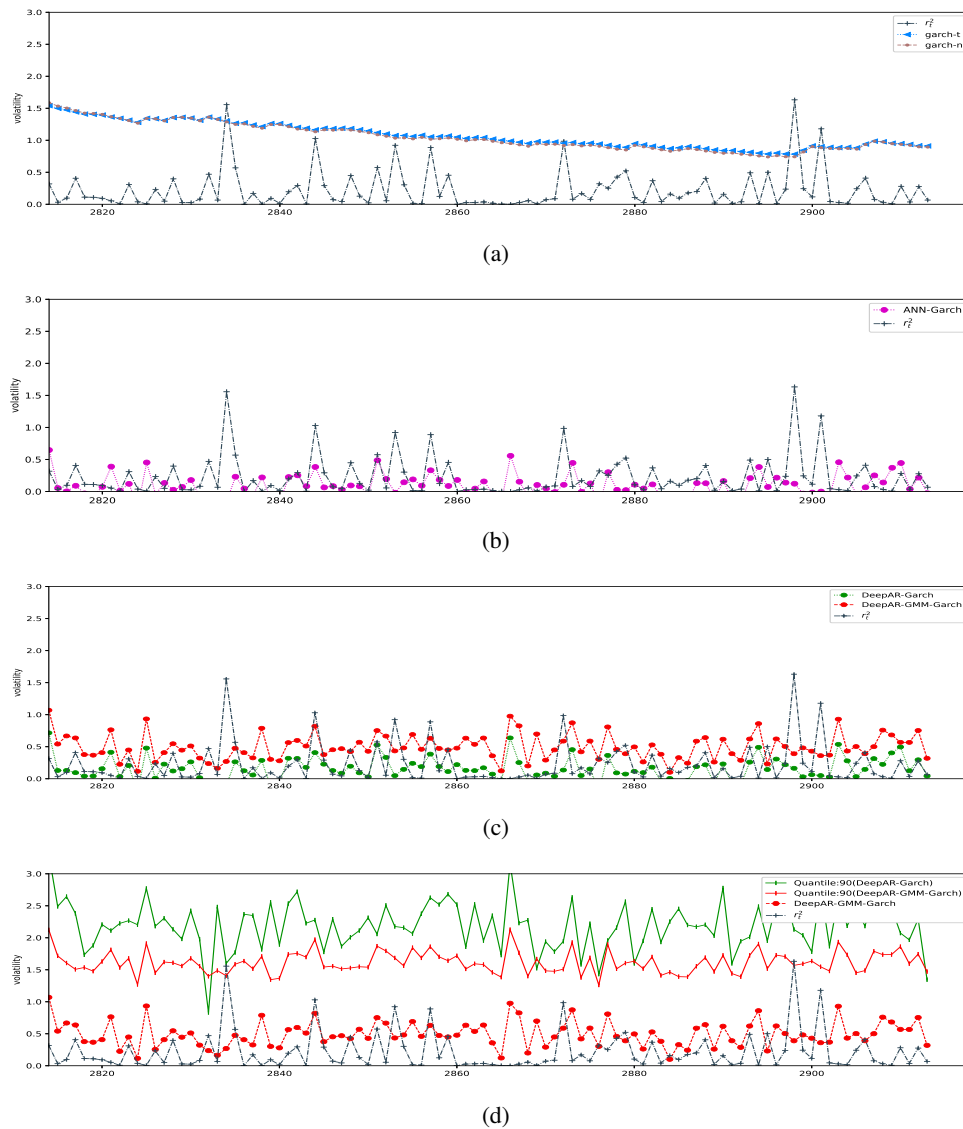 3.0
2.5
2.0
1.5
1.0
0.5
0.0
volatility
r_t^2
garch-t
garch-n
2820 2840 2860 2880 2900
(a)
3.0
2.5
2.0
1.5
1.0
0.5
0.0
volatility
ANN-Garch
r_t^2
2820 2840 2860 2880 2900
(b)
3.0
2.5
2.0
1.5
1.0
0.5
0.0
volatility
DeepAR-Garch
DeepAR-GMM-Garch
r_t^2
2820 2840 2860 2880 2900
(c)
3.0
2.5
2.0
1.5
1.0
0.5
0.0
volatility
Quantile:90(DeepAR-Garch)
Quantile:90(DeepAR-GMM-Garch)
DeepAR-GMM-Garch
r_t^2
2820 2840 2860 2880 2900
(d)